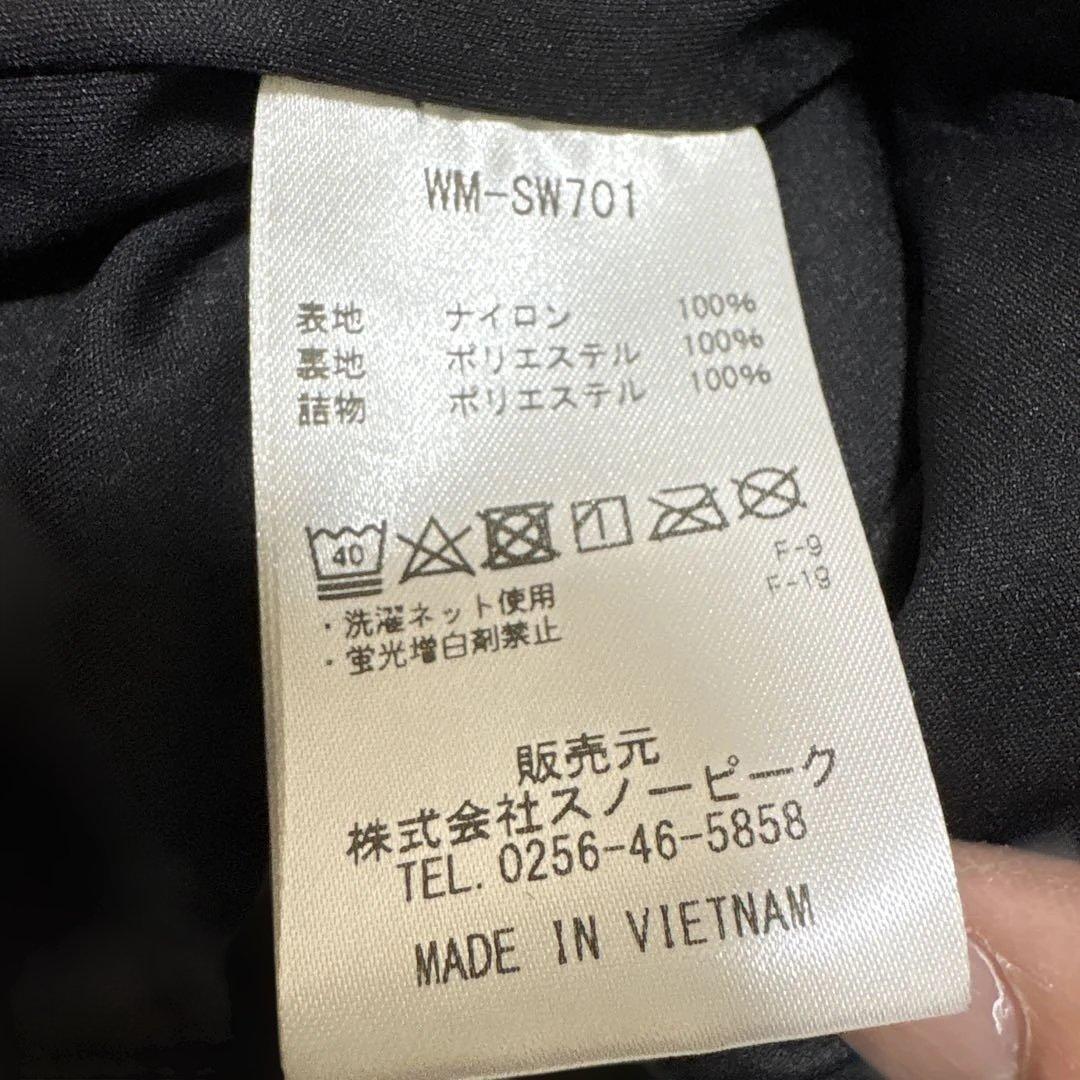 WM-SW701
表地 ナイロン 100%
裏地 ポリエステル 100%
詰物 ポリエステル 100%
40
F-9
F-19
・洗濯ネット使用
・蛍光増白剤禁止
販売元
株式会社スノーピーク
TEL. 0256-46-5858
MADE IN VIETNAM